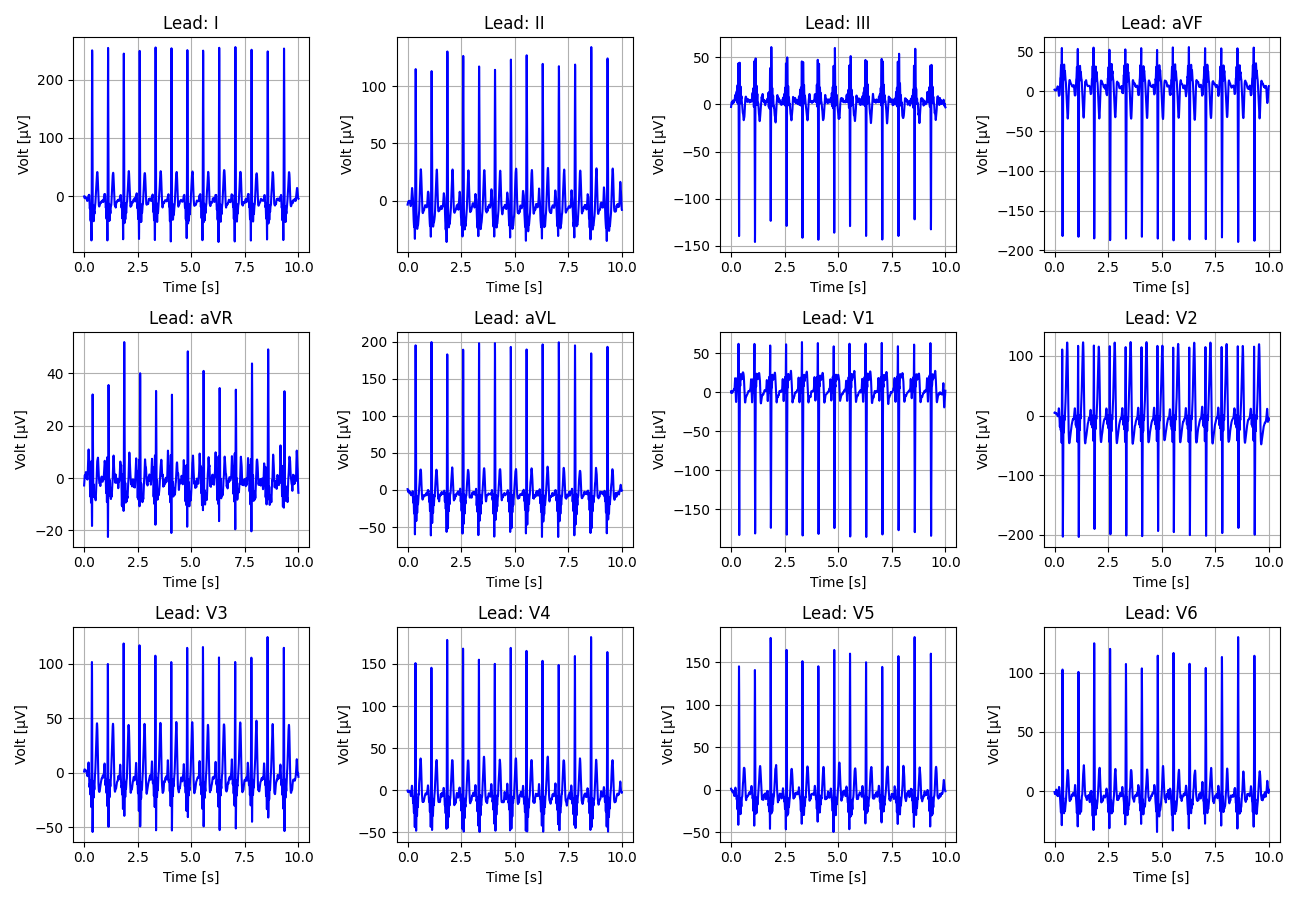 Lead: I Lead: II Lead: III Lead: aVF
Volt [µV] 200 100 0
Volt [µV] 100 50 0
Volt [µV] 50 0 −50 −100 −150
Volt [µV] 50 0 −50 −100 −150 −200
0.0 2.5 5.0 7.5 10.0 0.0 2.5 5.0 7.5 10.0 0.0 2.5 5.0 7.5 10.0 0.0 2.5 5.0 7.5 10.0
Time [s] Time [s] Time [s] Time [s]
Lead: aVR Lead: aVL Lead: V1 Lead: V2
Volt [µV] 40 20 0 −20
Volt [µV] 200 150 100 50 0 −50
Volt [µV] 50 0 −50 −100 −150
Volt [µV] 100 0 −100 −200
0.0 2.5 5.0 7.5 10.0 0.0 2.5 5.0 7.5 10.0 0.0 2.5 5.0 7.5 10.0 0.0 2.5 5.0 7.5 10.0
Time [s] Time [s] Time [s] Time [s]
Lead: V3 Lead: V4 Lead: V5 Lead: V6
Volt [µV] 100 50 0 −50
Volt [µV] 150 100 50 0 −50
Volt [µV] 150 100 50 0 −50
Volt [µV] 100 50 0
0.0 2.5 5.0 7.5 10.0 0.0 2.5 5.0 7.5 10.0 0.0 2.5 5.0 7.5 10.0 0.0 2.5 5.0 7.5 10.0
Time [s] Time [s] Time [s] Time [s]